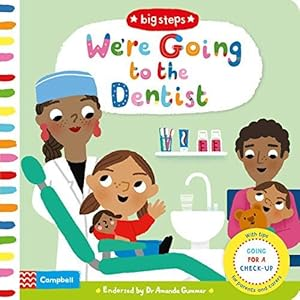 big steps
We're Going
to the
Dentist
With tips
GOING
FOR A
CHECK-UP
for parents and carers
Campbell
Endorsed by Dr Amanda Gummer